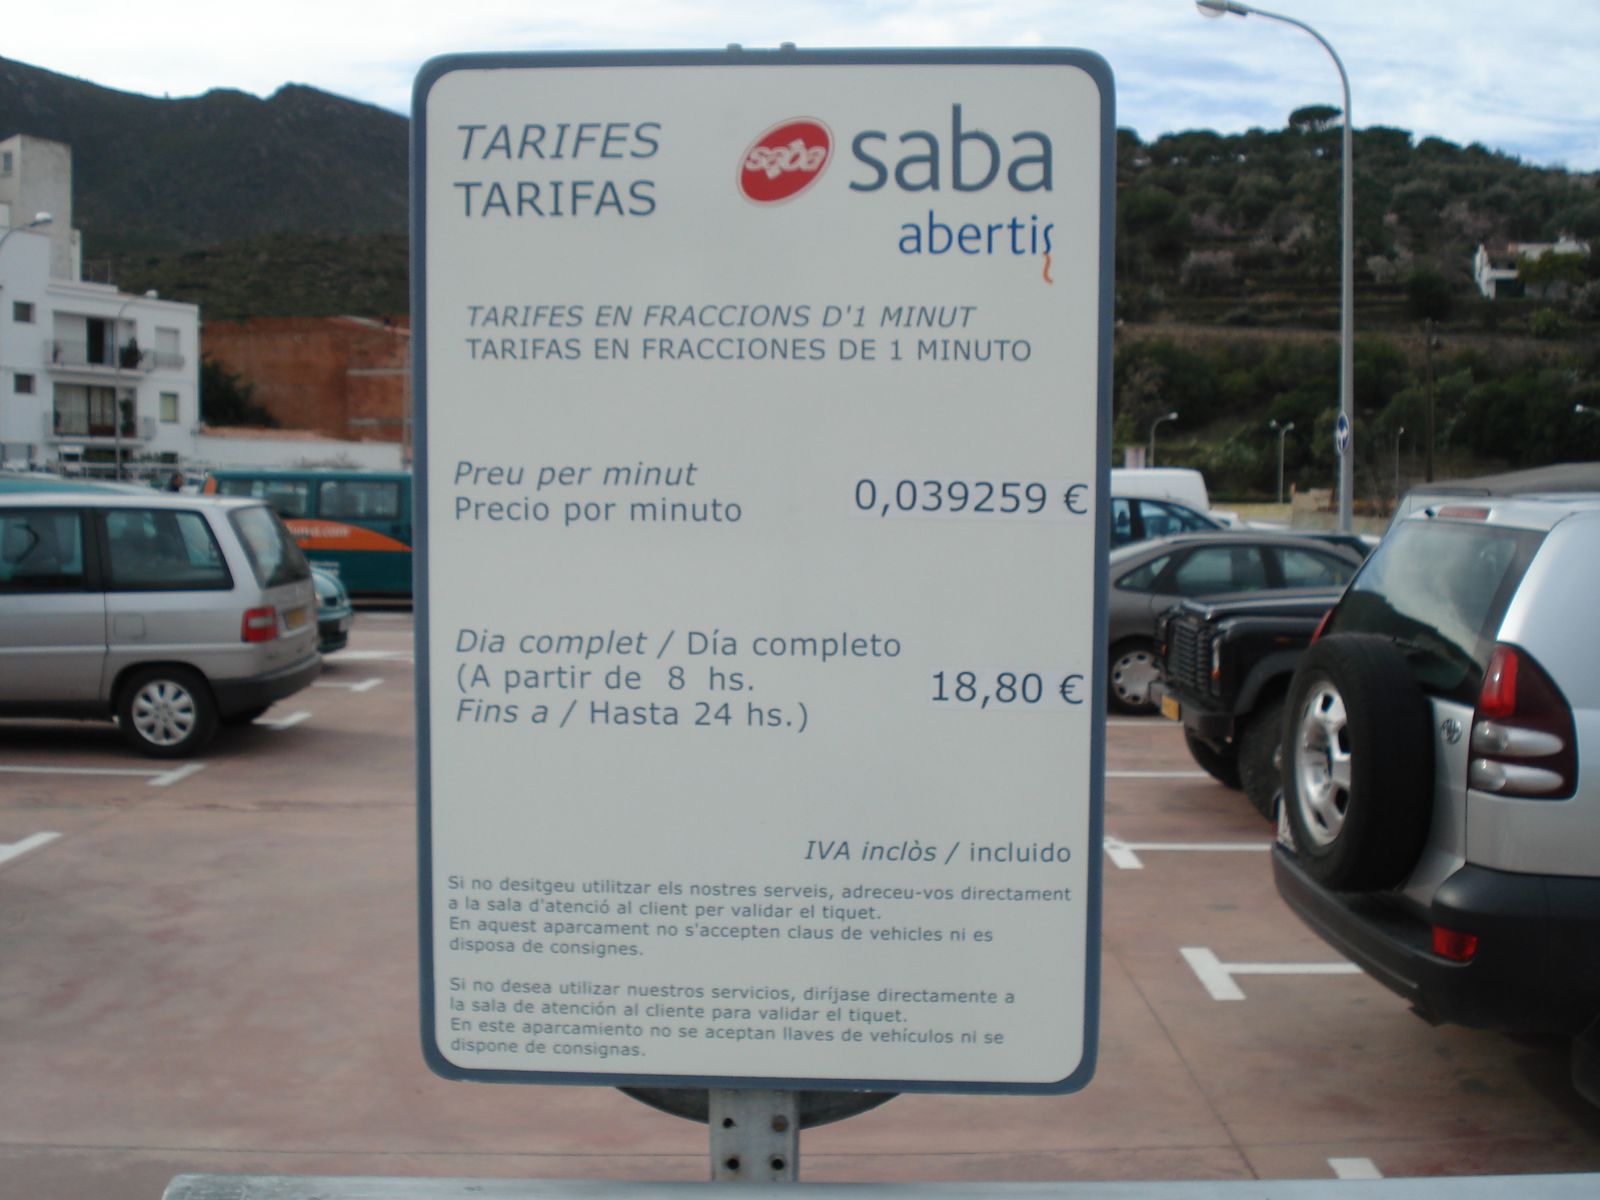 TARIFES
TARIFAS
saba
saba
abertis
TARIFES EN FRACCIONS D'1 MINUT
TARIFAS EN FRACCIONES DE 1 MINUTO
Preu per minut
Precio por minuto
0,039259 €
Dia complet / Día completo
(A partir de 8 hs.
Fins a / Hasta 24 hs.)
18,80 €
IVA inclòs / incluido
Si no desitgeu utilitzar els nostres serveis, adreceu-vos directament
a la sala d'atenció al client per validar el tiquet.
En aquest aparcament no s'accepten claus de vehicles ni es
disposa de consignes.
Si no desea utilizar nuestros servicios, diríjase directamente a
la sala de atención al cliente para validar el tiquet.
En este aparcamiento no se aceptan llaves de vehículos ni se
dispone de consignas.